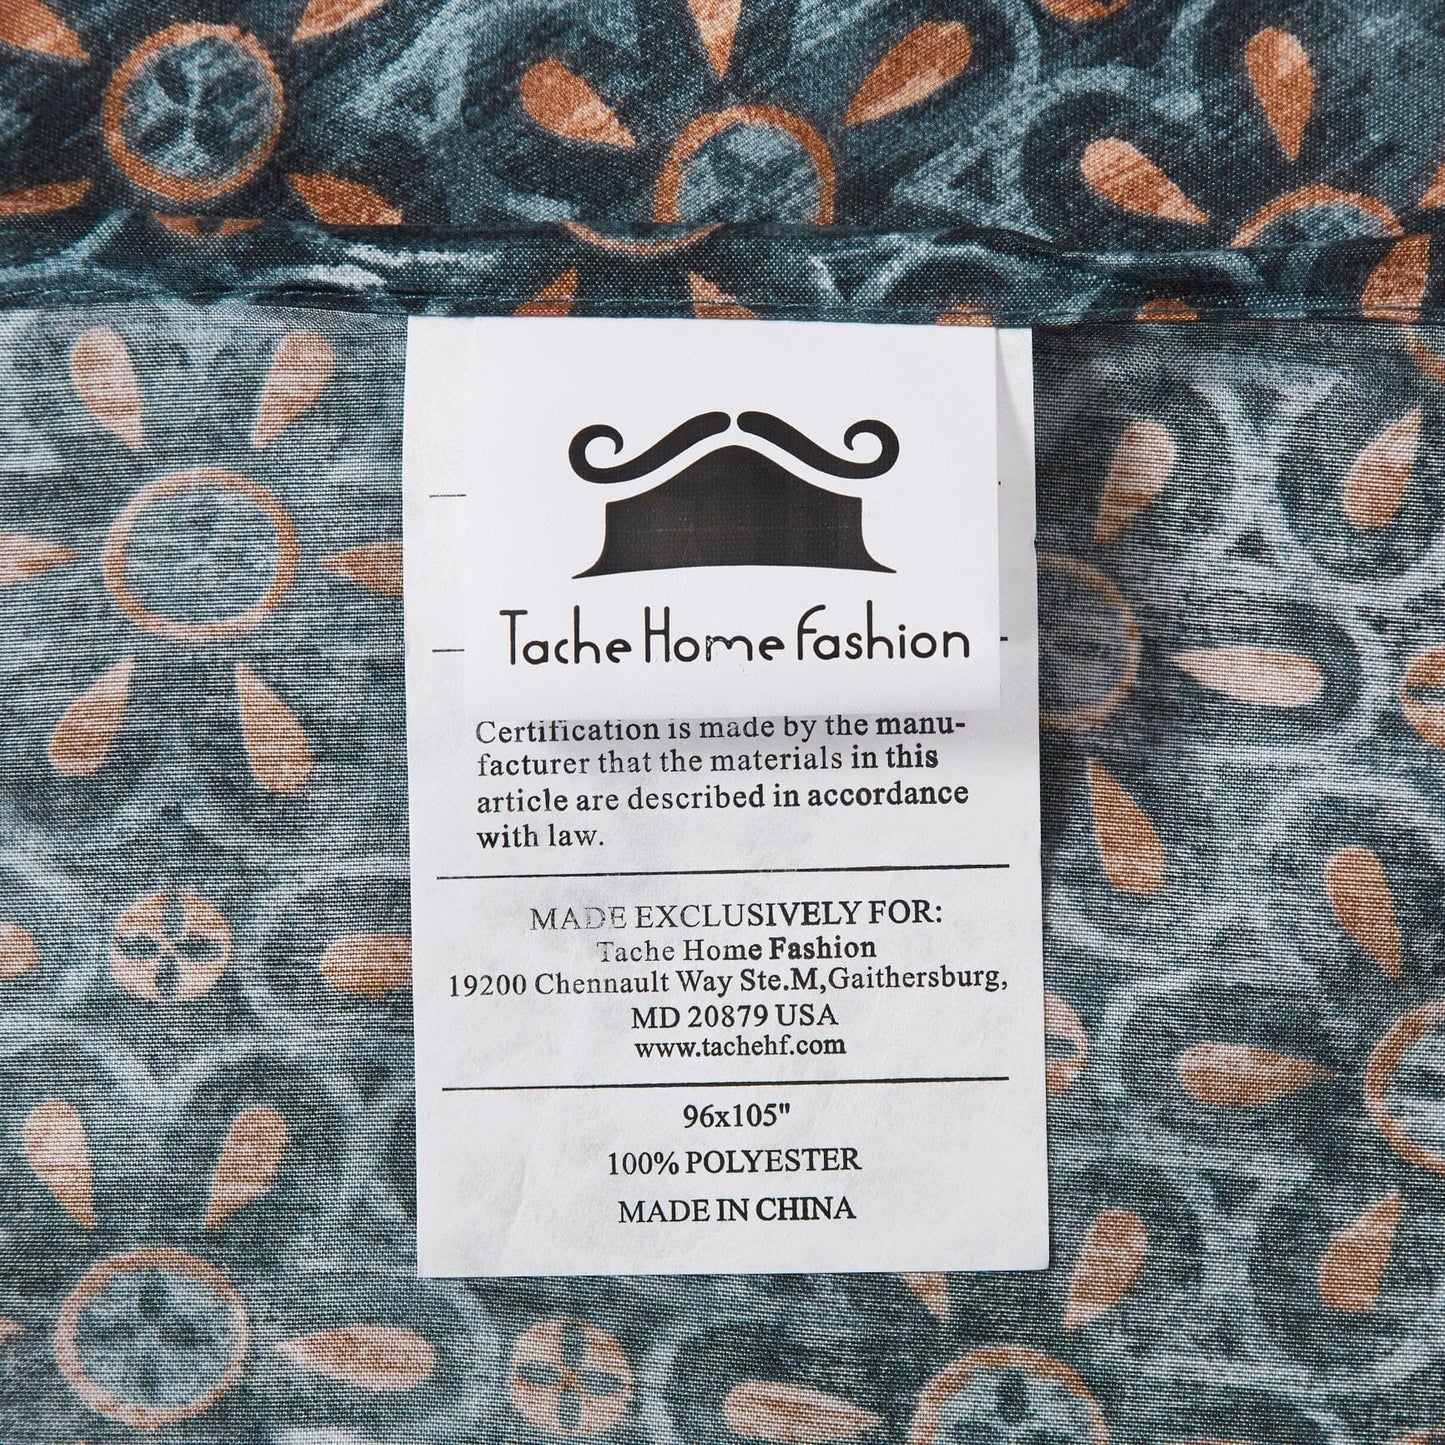 Tache Home Fashion
Certification is made by the manu-
facturer that the materials in this
article are described in accordance
with law.
MADE EXCLUSIVELY FOR:
Tache Home Fashion
19200 Chennault Way Ste.M,Gaithersburg,
MD 20879 USA
www.tachehf.com
96x105"
100% POLYESTER
MADE IN CHINA